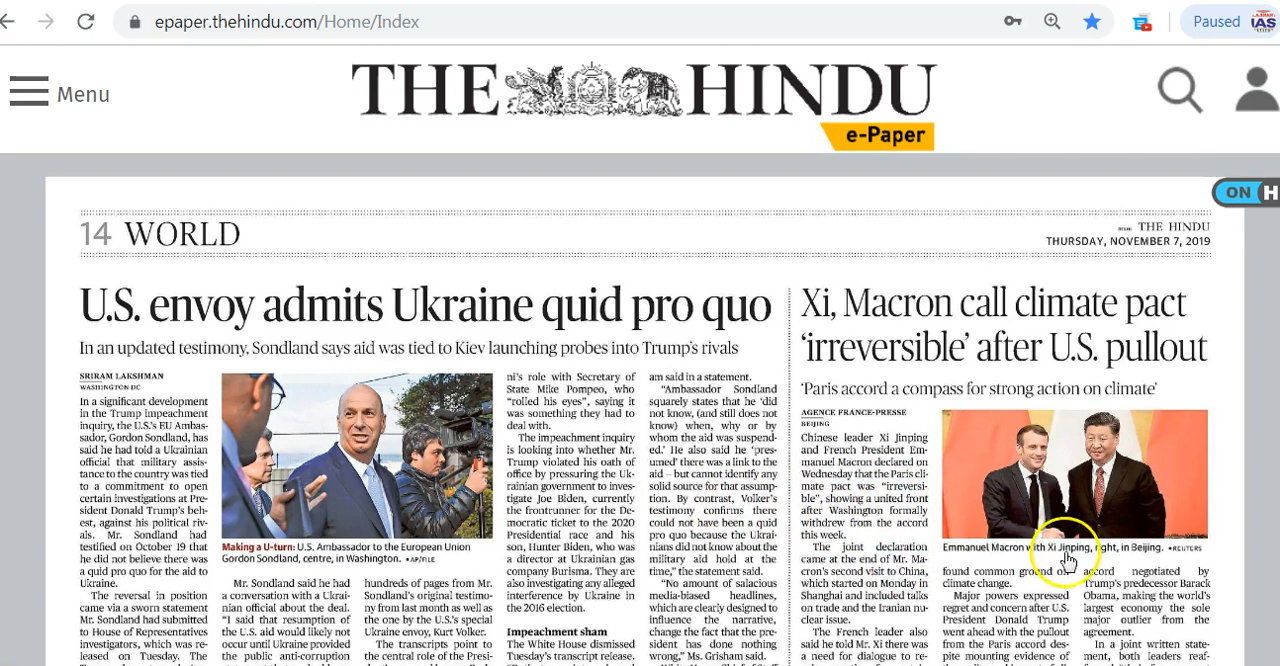 epaper.thehindu.com/Home/Index
Paused
IAS
Menu
THE HINDU
e-Paper
ON H
14 WORLD
THE HINDU
THURSDAY, NOVEMBER 7, 2019
U.S. envoy admits Ukraine quid pro quo
In an updated testimony, Sondland says aid was tied to Kiev launching probes into Trump's rivals
SRIRAM LAKSHMAN
WASHINGTON DC
In a significant development
in the Trump impeachment
inquiry, the U.S.'s EU Ambas-
sador, Gordon Sondland, has
said he had told a Ukrainian
official that military assis-
tance to the country was tied
to a commitment to open
certain investigations at Pre-
sident Donald Trump's beh-
est, against his political riv-
als. Mr. Sondland had
testified on October 19 that
he did not believe there was
a quid pro quo for the aid to
Ukraine.
The reversal in position
came via a sworn statement
Mr. Sondland had submitted
to House of Representatives
investigators, which was re-
leased on Tuesday. The
Making a U-turn: U.S. Ambassador to the European Union
Gordon Sondland, centre, in Washington. •AP/FILE
Mr. Sondland said he had
a conversation with a Ukrai-
nian official about the deal.
"I said that resumption of
the U.S. aid would likely not
occur until Ukraine provided
the public anti-corruption
hundreds of pages from Mr.
Sondland's original testimo-
ny from last month as well as
the one by the U.S.'s special
Ukraine envoy, Kurt Volker.
The transcripts point to
the central role of the Presi-
ni's role with Secretary of
State Mike Pompeo, who
"rolled his eyes", saying it
was something they had to
deal with.
The impeachment inquiry
is looking into whether Mr.
Trump violated his oath of
office by pressuring the Uk-
rainian government to inves-
tigate Joe Biden, currently
the frontrunner for the De-
mocratic ticket to the 2020
Presidential race and his
son, Hunter Biden, who was
a director at Ukrainian gas
company Burisma. They are
also investigating any alleged
interference by Ukraine in
the 2016 election.
Impeachment sham
The White House dismissed
Tuesday's transcript release.
am said in a statement.
"Ambassador Sondland
squarely states that he 'did
not know, (and still does not
know) when, why or by
whom the aid was suspend-
ed.' He also said he 'pres-
umed' there was a link to the
aid – but cannot identify any
solid source for that assump-
tion. By contrast, Volker's
testimony confirms there
could not have been a quid
pro quo because the Ukrai-
nians did not know about the
military aid hold at the
time," the statement said.
"No amount of salacious
media-biased headlines,
which are clearly designed to
influence the narrative,
change the fact that the pre-
sident has done nothing
wrong," Ms. Grisham said.
Xi, Macron call climate pact
'irreversible' after U.S. pullout
'Paris accord a compass for strong action on climate'
AGENCE FRANCE-PRESSE
BEIJING
Chinese leader Xi Jinping
and French President Em-
manuel Macron declared on
Wednesday that the Paris cli-
mate pact was "irreversi-
ble", showing a united front
after Washington formally
withdrew from the accord
this week.
The joint declaration
came at the end of Mr. Ma-
cron's second visit to China,
which started on Monday in
Shanghai and included talks
on trade and the Iranian nu-
clear issue.
The French leader also
said he told Mr. Xi there was
a need for dialogue to re-
Emmanuel Macron with Xi Jinping, right, in Beijing. •REUTERS
found common ground on
climate change.
Major powers expressed
regret and concern after U.S.
President Donald Trump
went ahead with the pullout
from the Paris accord des-
pite mounting evidence of
accord negotiated by
Trump's predecessor Barack
Obama, making the world's
largest economy the sole
major outlier from the
agreement.
In a joint written state-
ment, both leaders reaf-